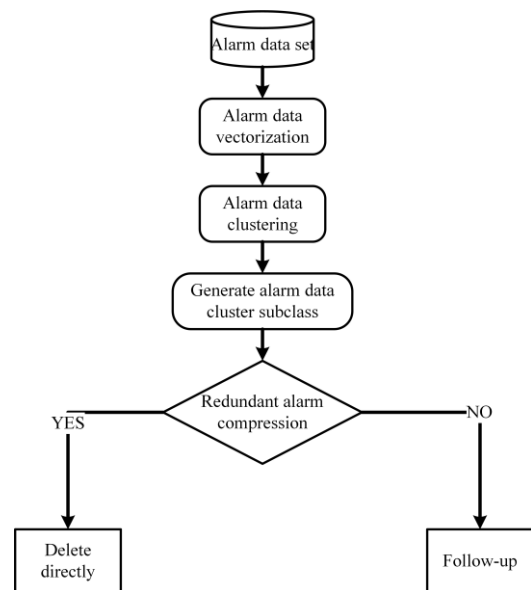 Alarm data set
Alarm data
vectorization
Alarm data
clustering
Generate alarm data
cluster subclass
Redundant alarm
compression
YES
NO
Delete
directly
Follow-up